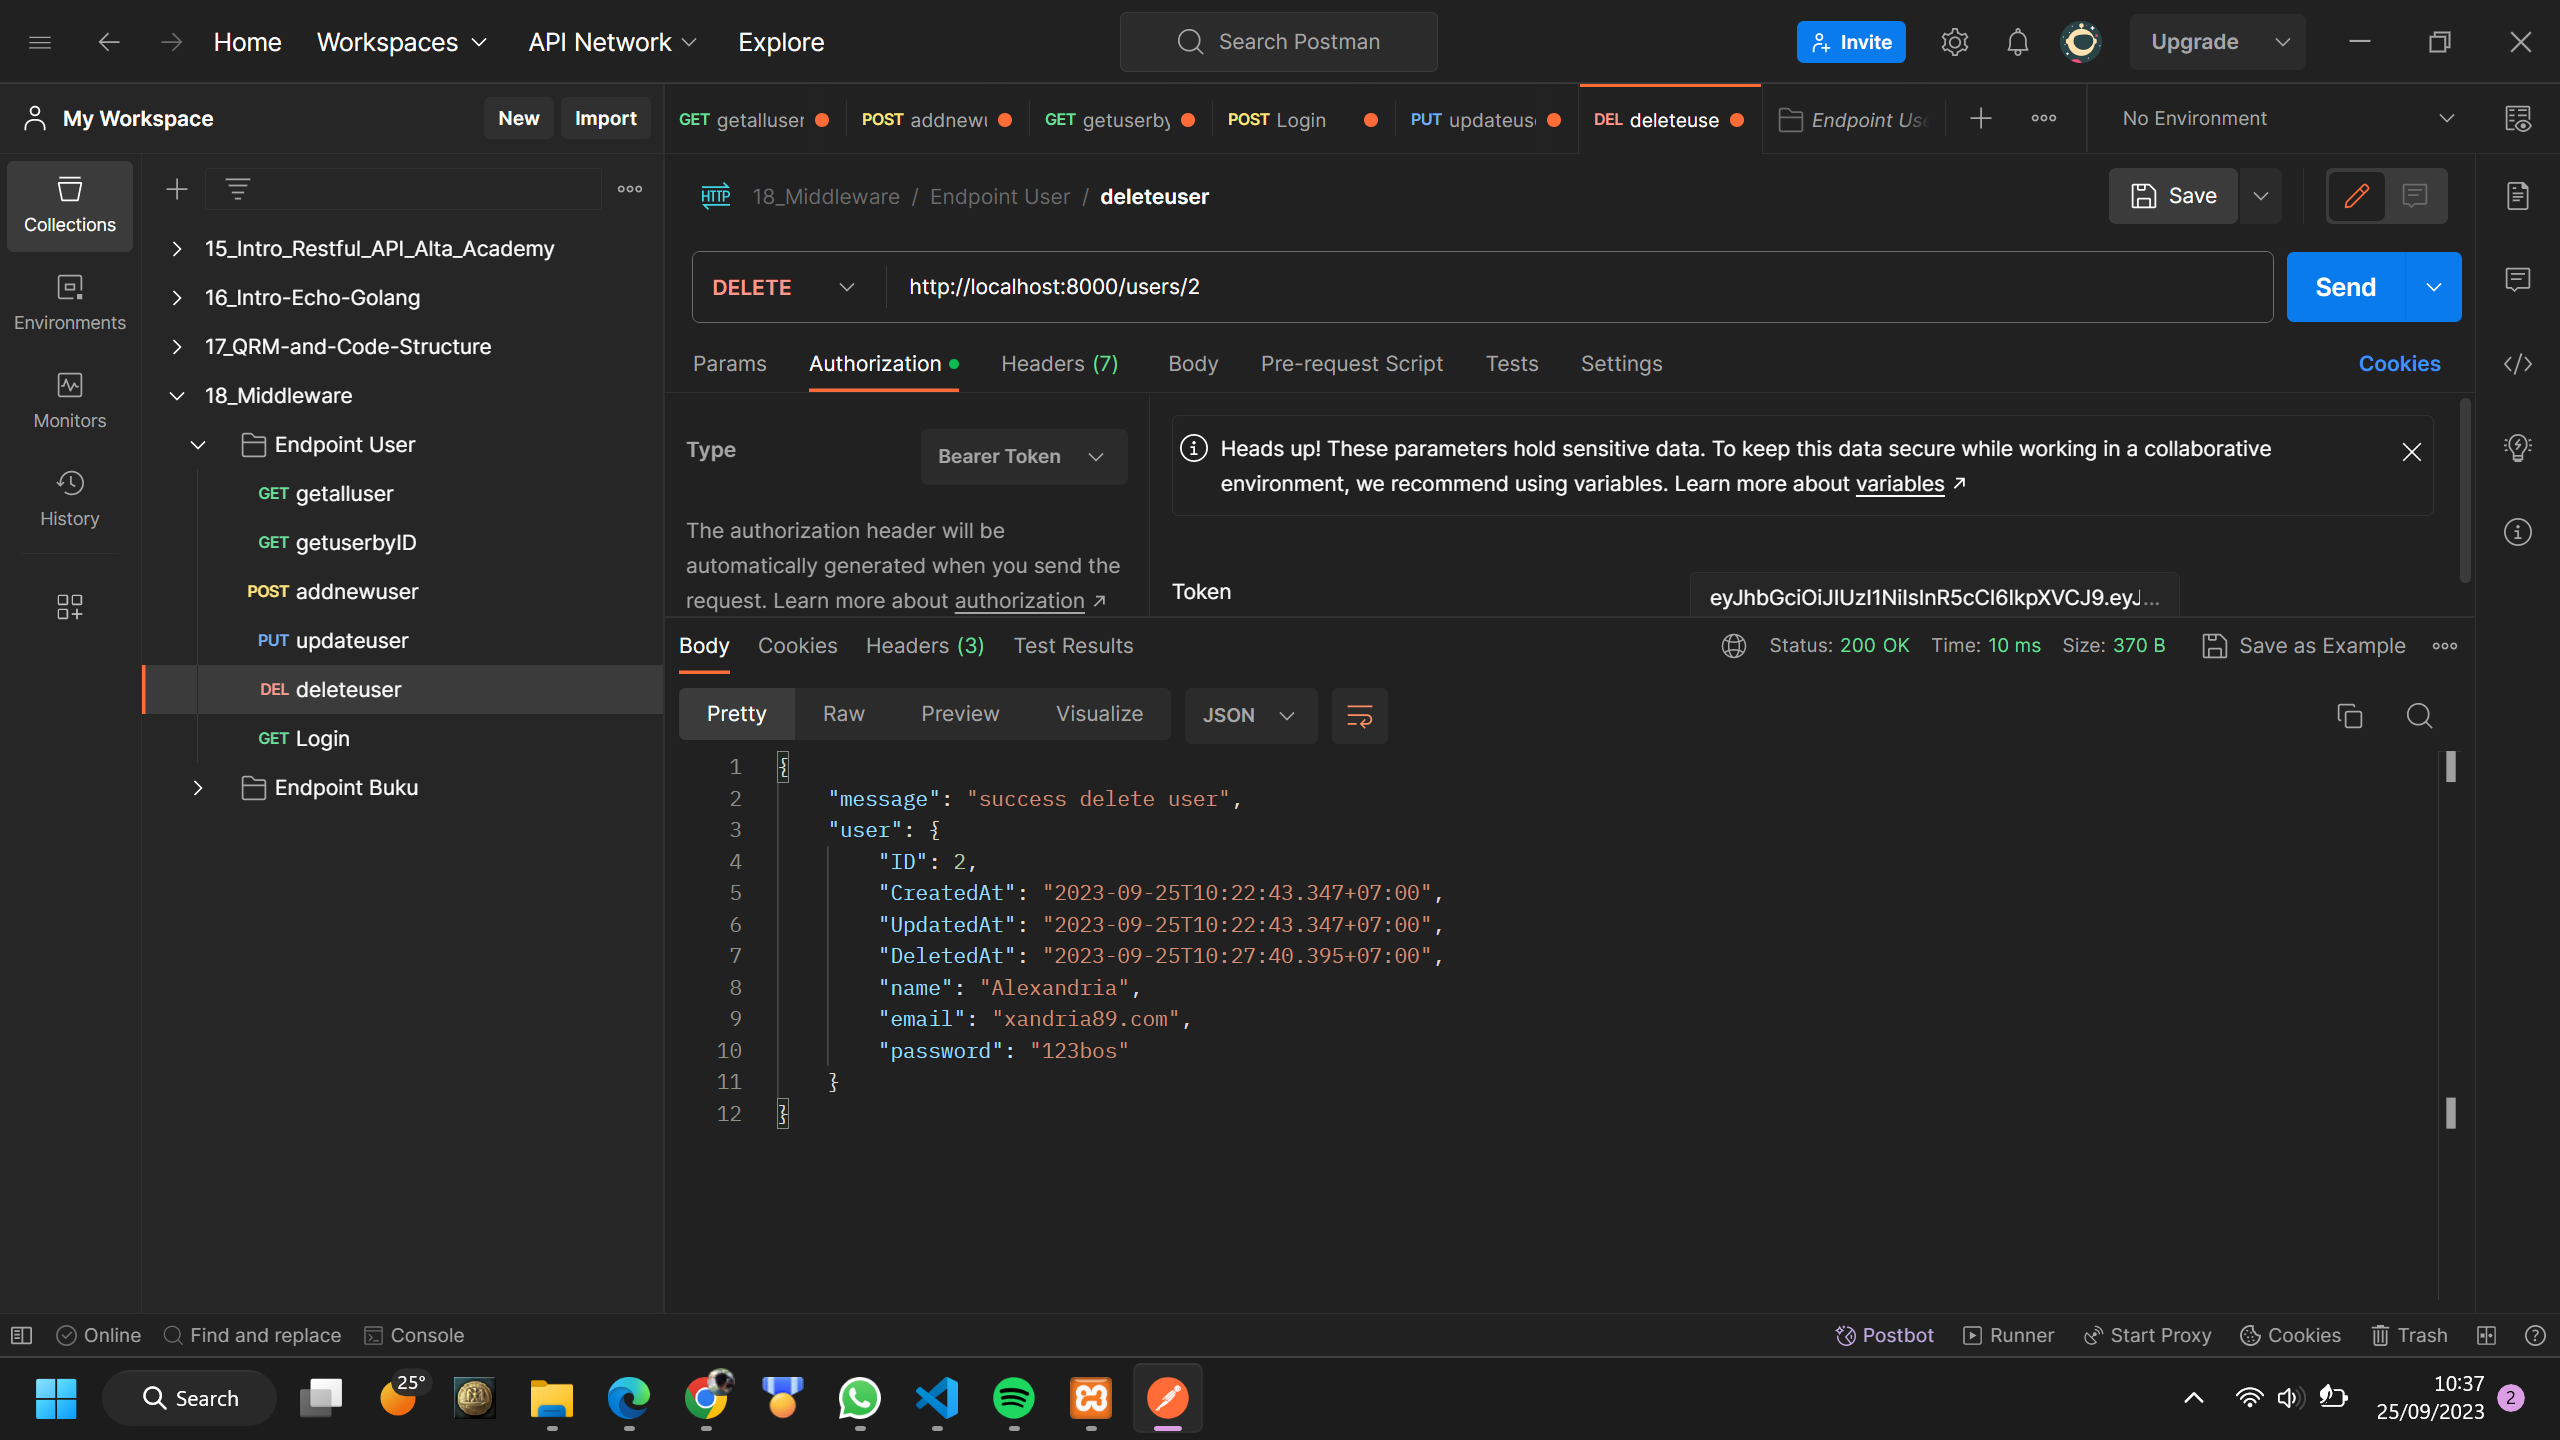 Home Workspaces API Network Explore Search Postman Invite Upgrade
My Workspace New Import
GET getalluser POST addnewu GET getuserby POST Login PUT updateus DEL deleteuse Endpoint Use No Environment
Collections
Environments
Monitors
History
15_Intro_Restful_API_Alta_Academy
16_Intro-Echo-Golang
17_QRM-and-Code-Structure
18_Middleware
Endpoint User
GET getalluser
GET getuserbyID
POST addnewuser
PUT updateuser
DEL deleteuser
GET Login
Endpoint Buku
HTTP 18_Middleware / Endpoint User / deleteuser Save
DELETE http://localhost:8000/users/2 Send
Params Authorization Headers (7) Body Pre-request Script Tests Settings Cookies
Type Bearer Token
The authorization header will be
automatically generated when you send the
request. Learn more about authorization ↗
Heads up! These parameters hold sensitive data. To keep this data secure while working in a collaborative
environment, we recommend using variables. Learn more about variables ↗
Token eyJhbGciOiJIUzI1NiIsInR5cCI6IkpXVCJ9.eyJ...
Body Cookies Headers (3) Test Results Status: 200 OK Time: 10 ms Size: 370 B Save as Example
Pretty Raw Preview Visualize JSON
1 {
2 "message": "success delete user",
3 "user": {
4 "ID": 2,
5 "CreatedAt": "2023-09-25T10:22:43.347+07:00",
6 "UpdatedAt": "2023-09-25T10:22:43.347+07:00",
7 "DeletedAt": "2023-09-25T10:27:40.395+07:00",
8 "name": "Alexandria",
9 "email": "xandria89.com",
10 "password": "123bos"
11 }
12 }
Online Find and replace Console Postbot Runner Start Proxy Cookies Trash
Search 25° 10:37
25/09/2023 2